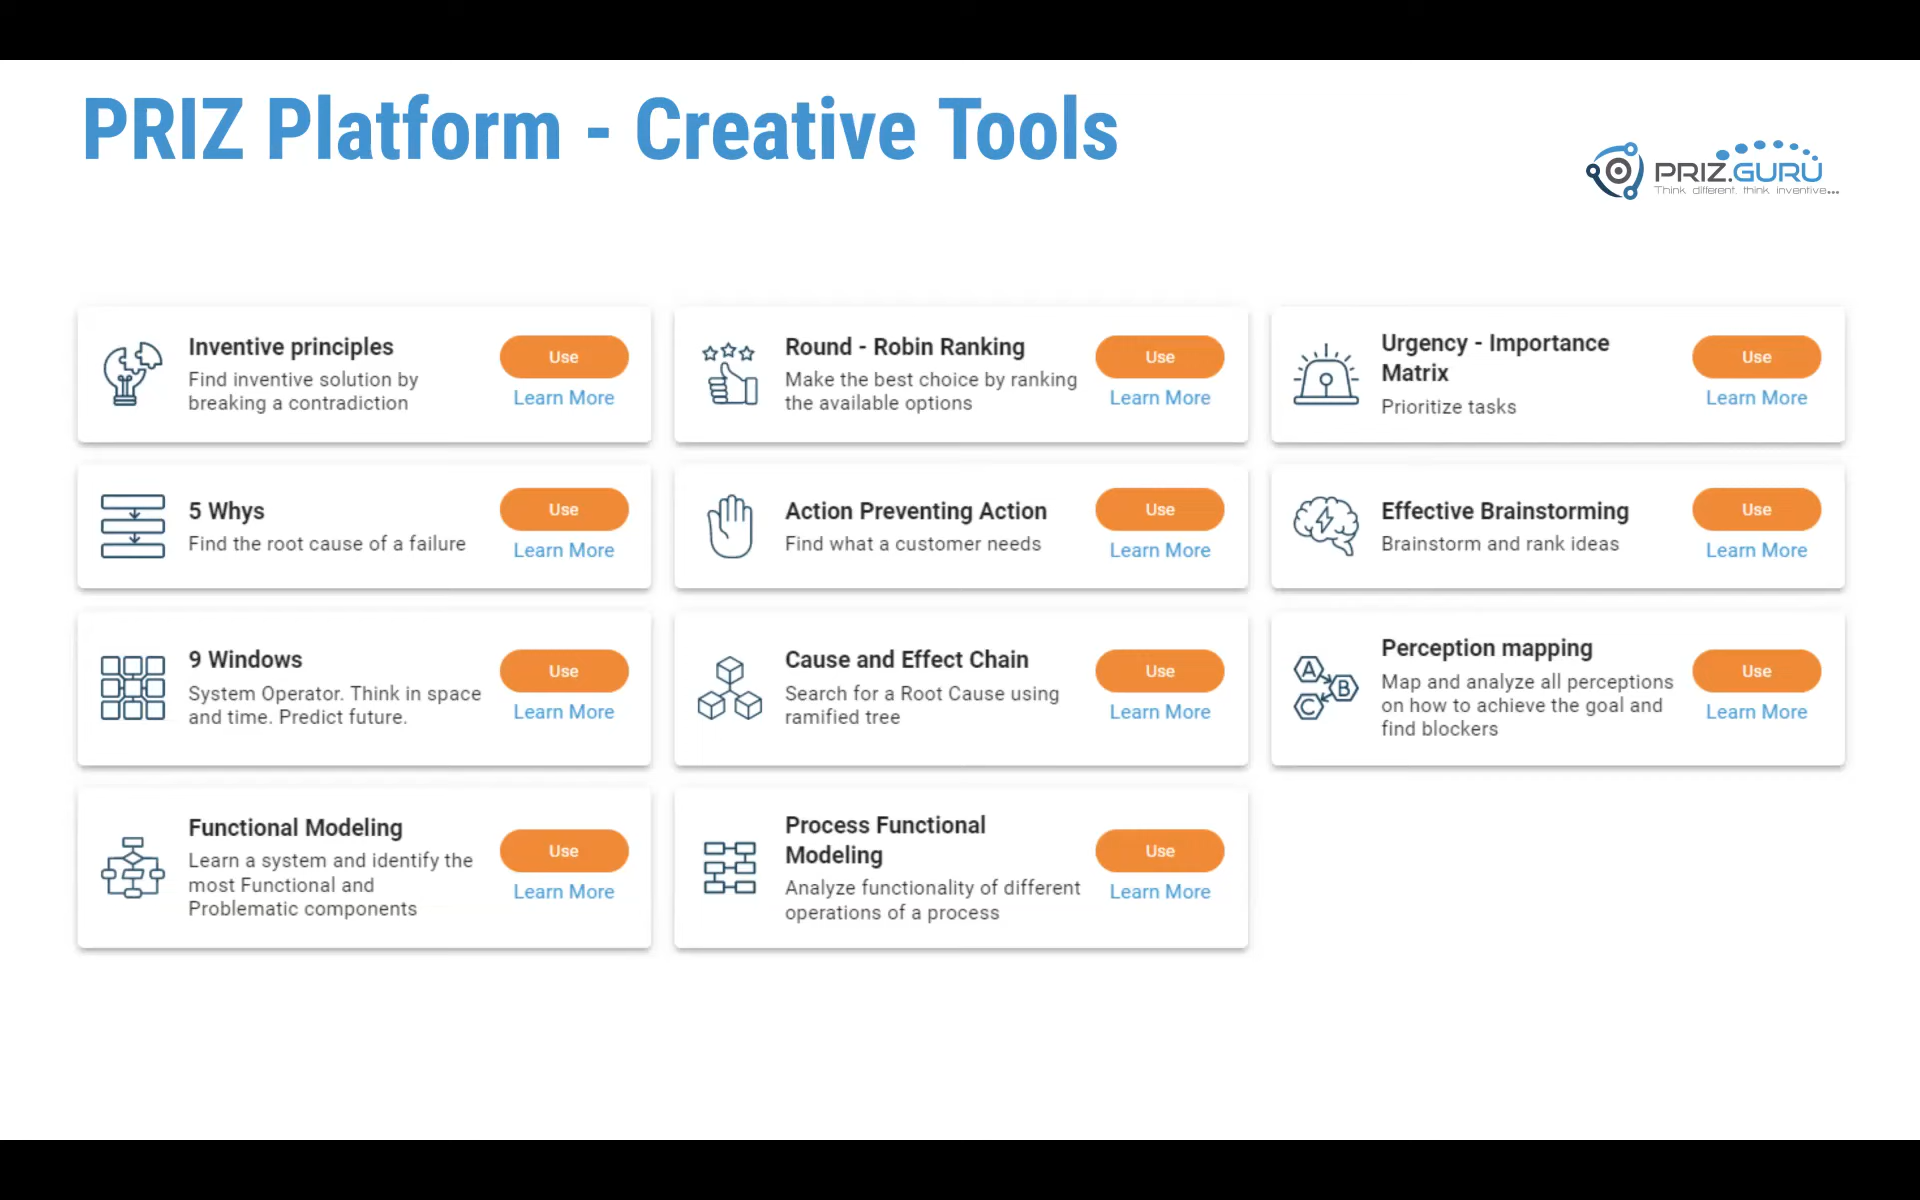 PRIZ Platform - Creative Tools
PRIZ.GURU
Think different. think inventive...
Inventive principles
Find inventive solution by
breaking a contradiction
Use
Learn More
Round - Robin Ranking
Make the best choice by ranking
the available options
Use
Learn More
Urgency - Importance
Matrix
Prioritize tasks
Use
Learn More
5 Whys
Find the root cause of a failure
Use
Learn More
Action Preventing Action
Find what a customer needs
Use
Learn More
Effective Brainstorming
Brainstorm and rank ideas
Use
Learn More
9 Windows
System Operator. Think in space
and time. Predict future.
Use
Learn More
Cause and Effect Chain
Search for a Root Cause using
ramified tree
Use
Learn More
A
B
C
Perception mapping
Map and analyze all perceptions
on how to achieve the goal and
find blockers
Use
Learn More
Functional Modeling
Learn a system and identify the
most Functional and
Problematic components
Use
Learn More
Process Functional
Modeling
Analyze functionality of different
operations of a process
Use
Learn More